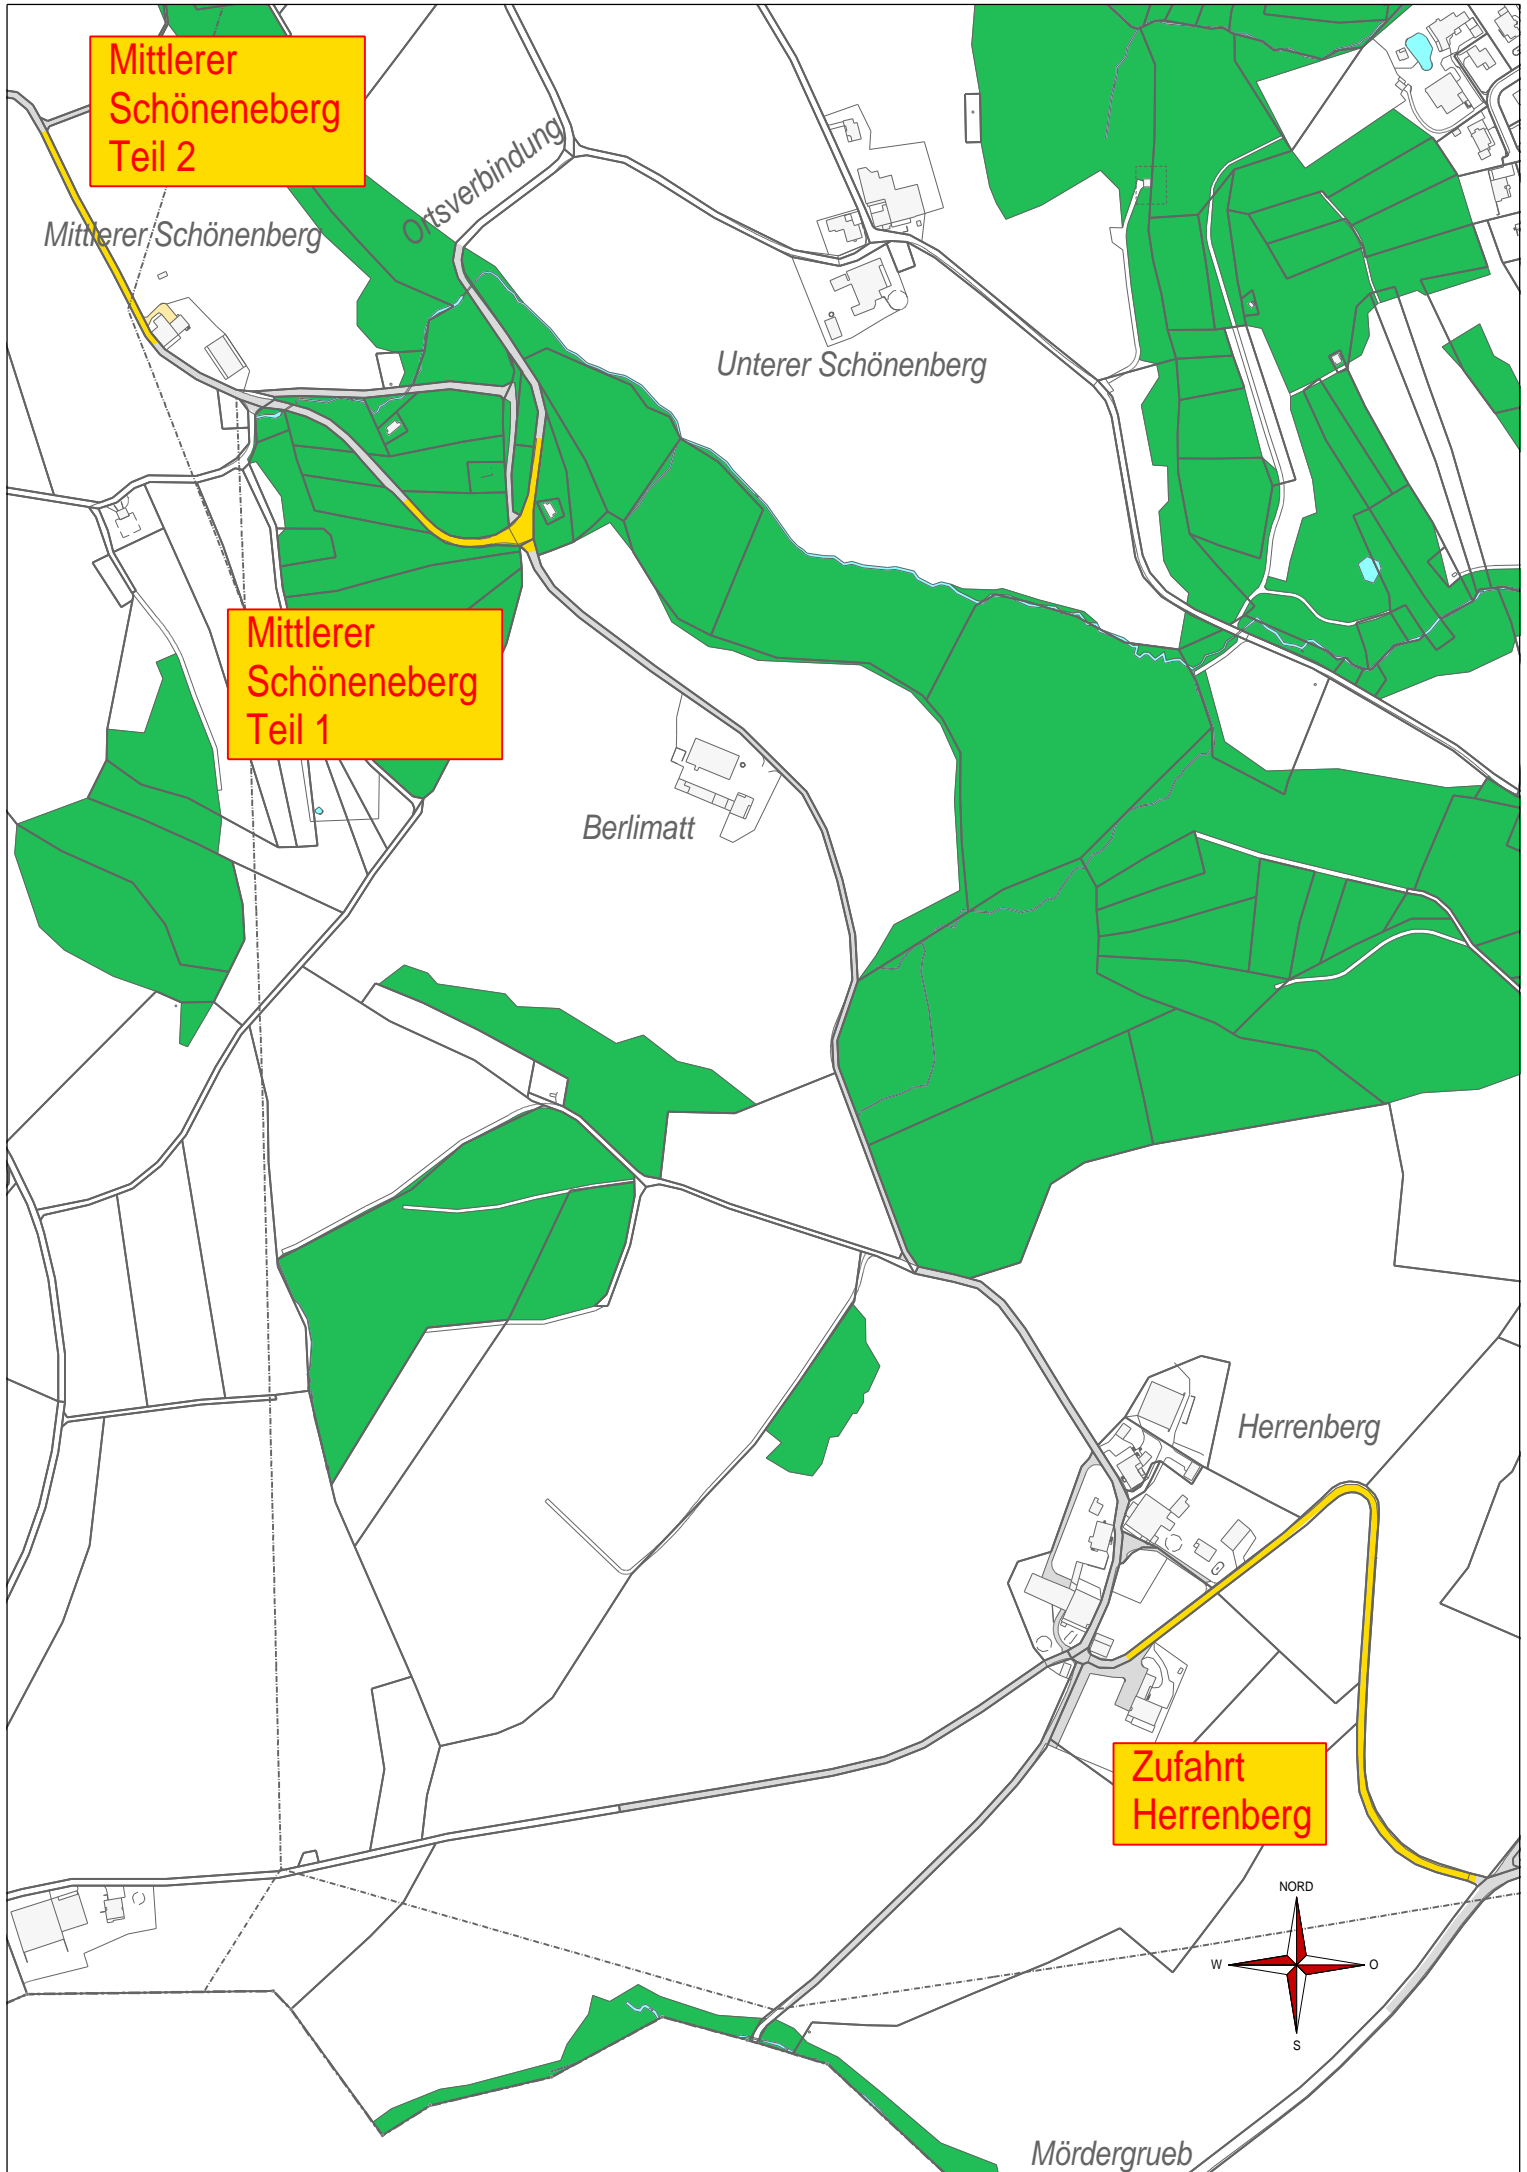 Mittlerer
Schöneneberg
Teil 2
Ortsverbindung
Mittlerer Schönenberg
Unterer Schönenberg
Mittlerer
Schöneneberg
Teil 1
Berlimatt
Herrenberg
Zufahrt
Herrenberg
NORD
W
O
S
Mördergrueb